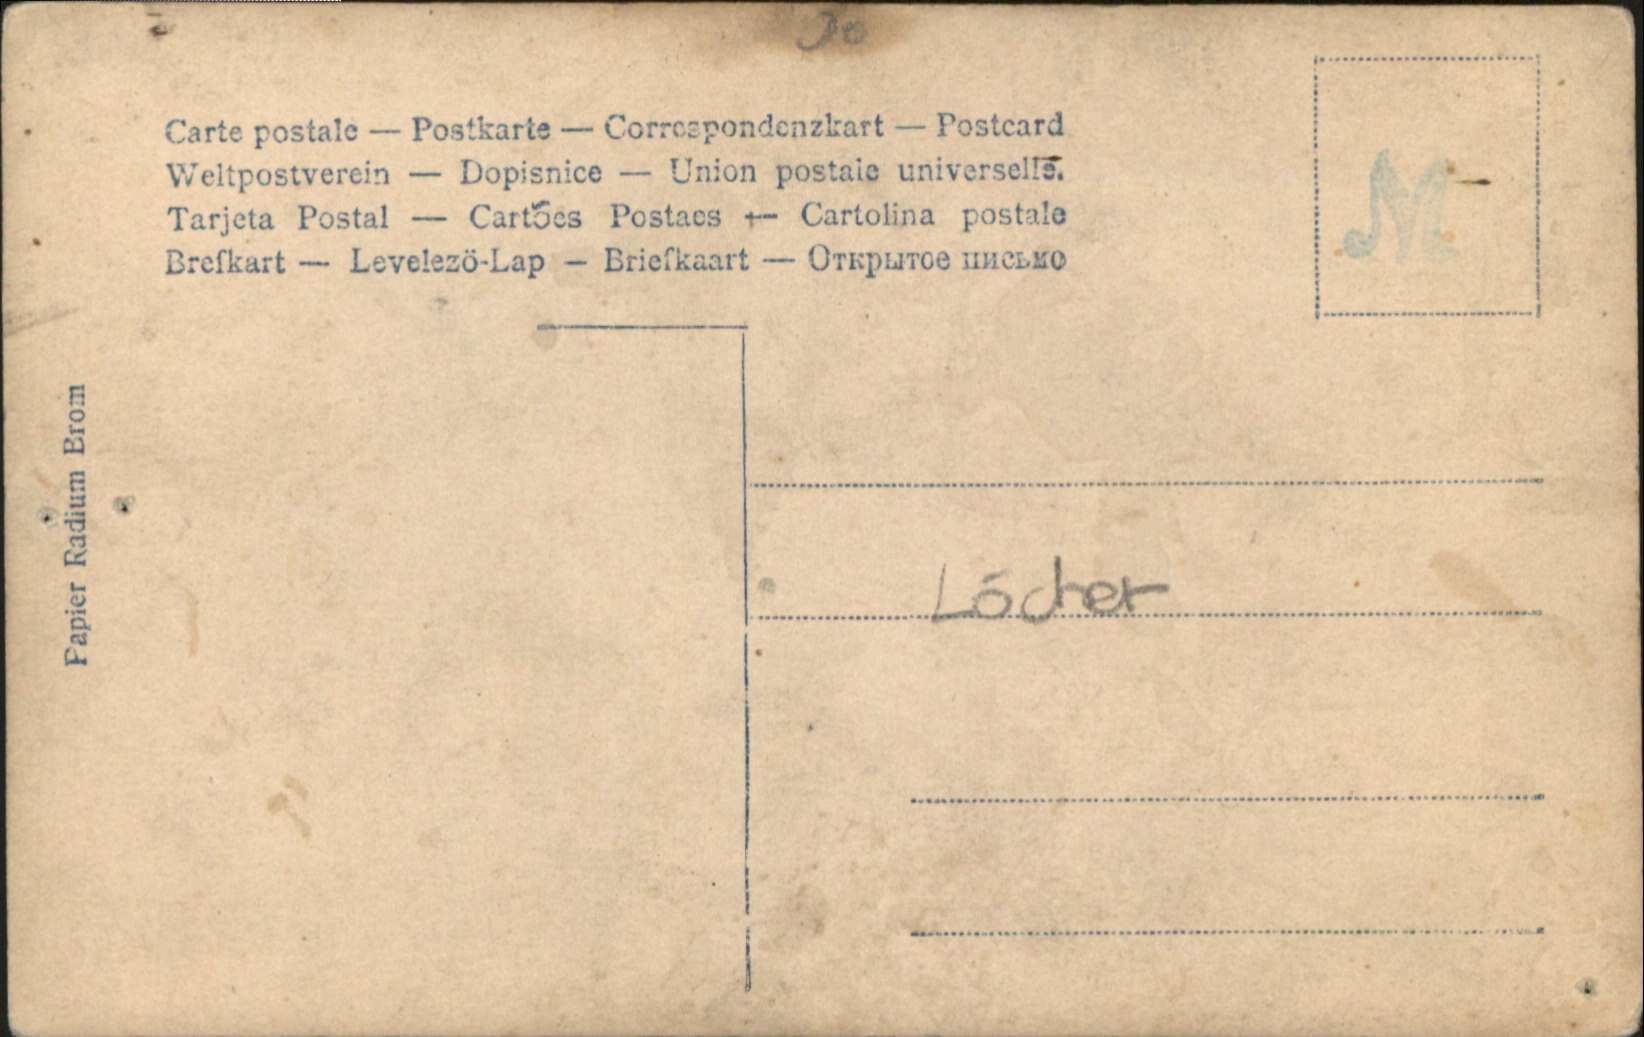 Carte postale — Postkarte — Correspondenzkart — Postcard
Weltpostverein — Dopisnice — Union postale universelle.
Tarjeta Postal — Cartões Postaes — Cartolina postale
Brefkart — Levelezö-Lap — Briefkaart — Открытое письмо
M
Papier Radium Brom
Löcher